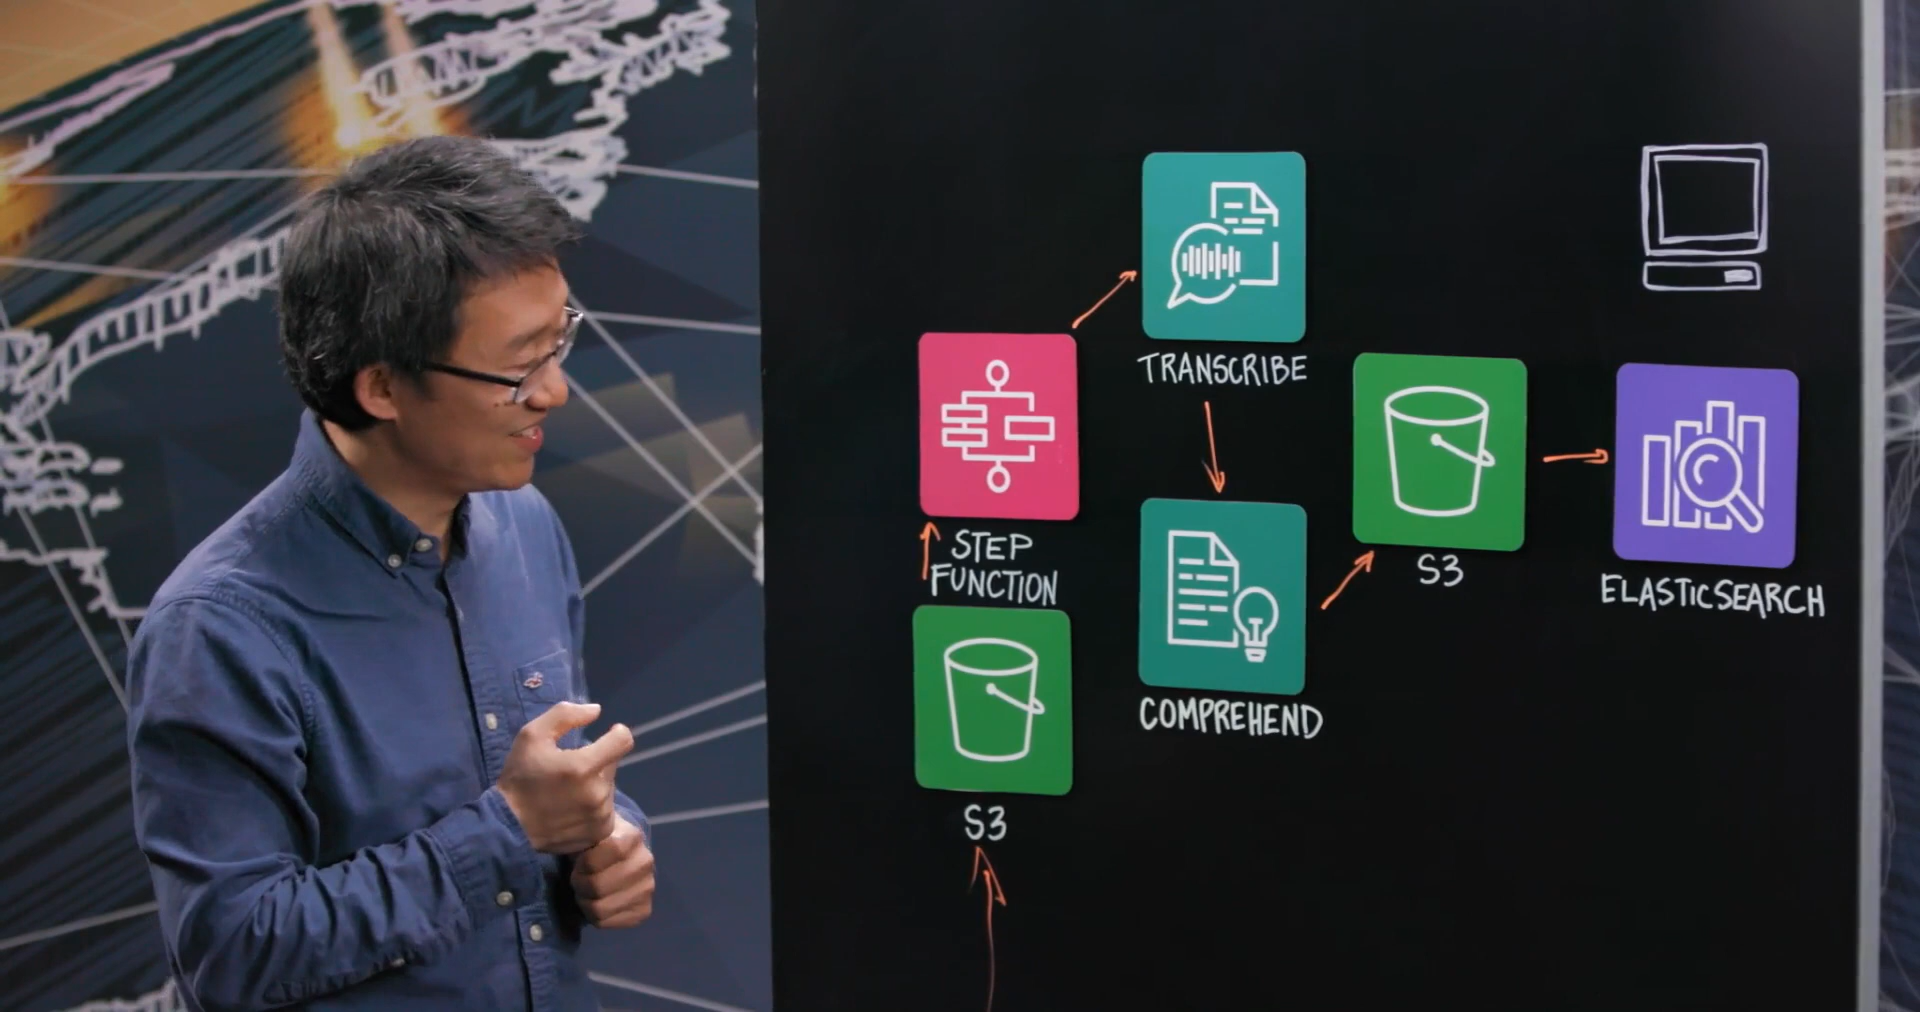 TRANSCRIBE
STEP
FUNCTION
S3
ELASTICSEARCH
COMPREHEND
S3